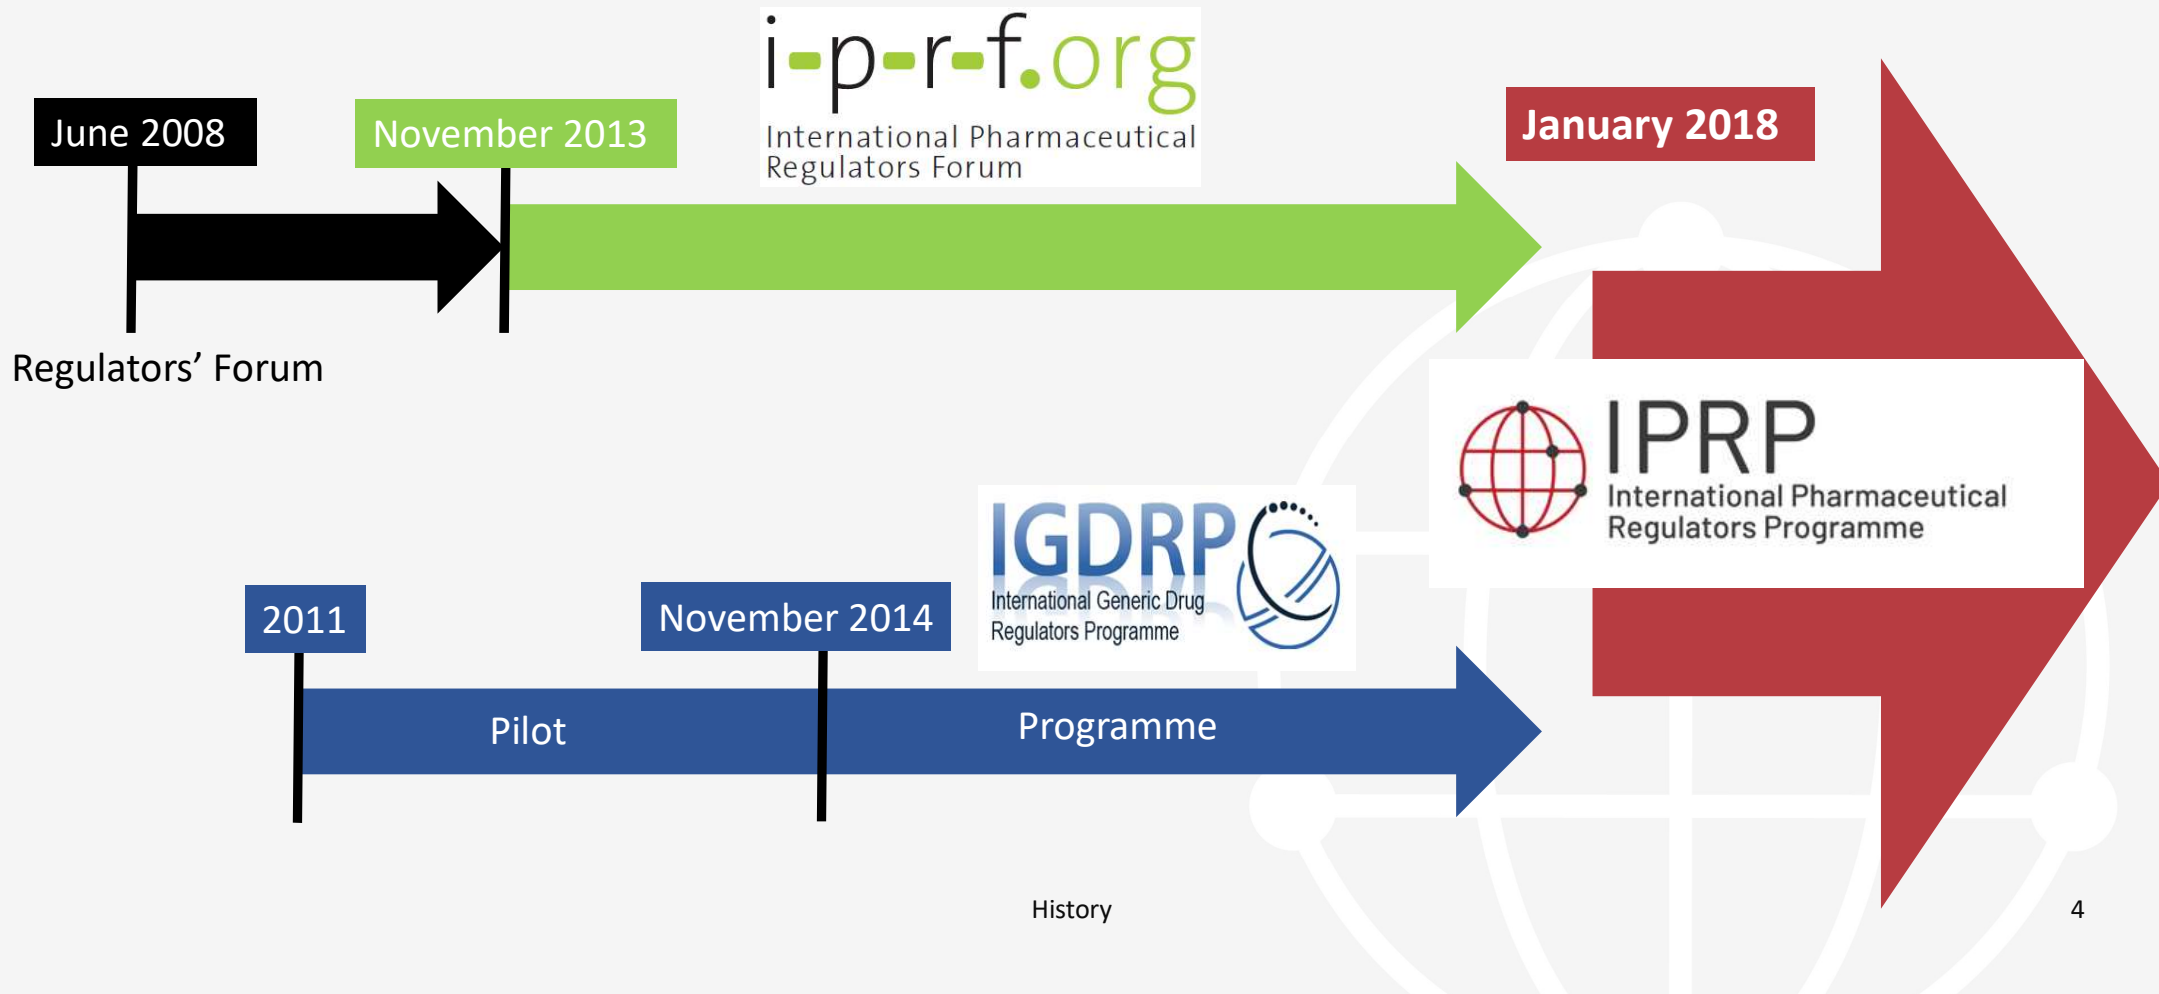 i-p-r-f.org
International Pharmaceutical
Regulators Forum
June 2008
November 2013
January 2018
Regulators’ Forum
IPRP
International Pharmaceutical
Regulators Programme
IGDRP
International Generic Drug
Regulators Programme
2011
November 2014
Pilot
Programme
History
4